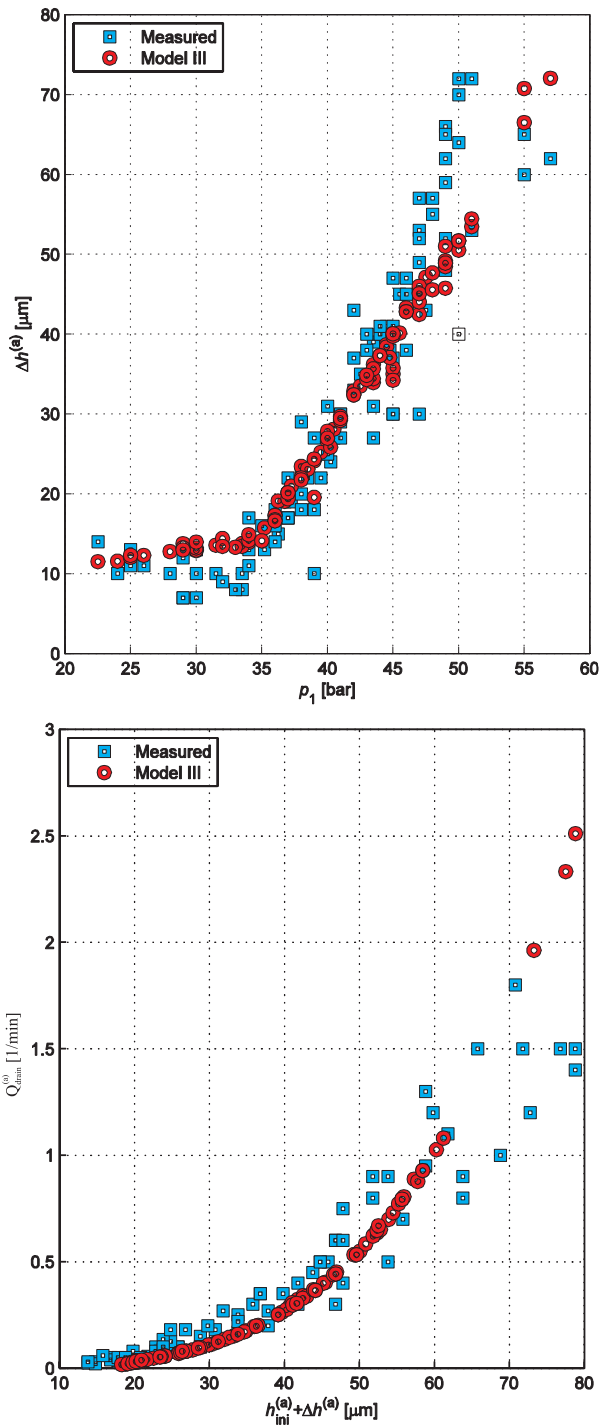 80
Measured
Model III
70
60
50
Δh(a) [μm]
40
30
20
10
0
20 25 30 35 40 45 50 55 60
p1 [bar]
3
Measured
Model III
2.5
2
1.5
Q(a)drain [1/min]
1
0.5
0
10 20 30 40 50 60 70 80
h(a)ini+Δh(a) [μm]